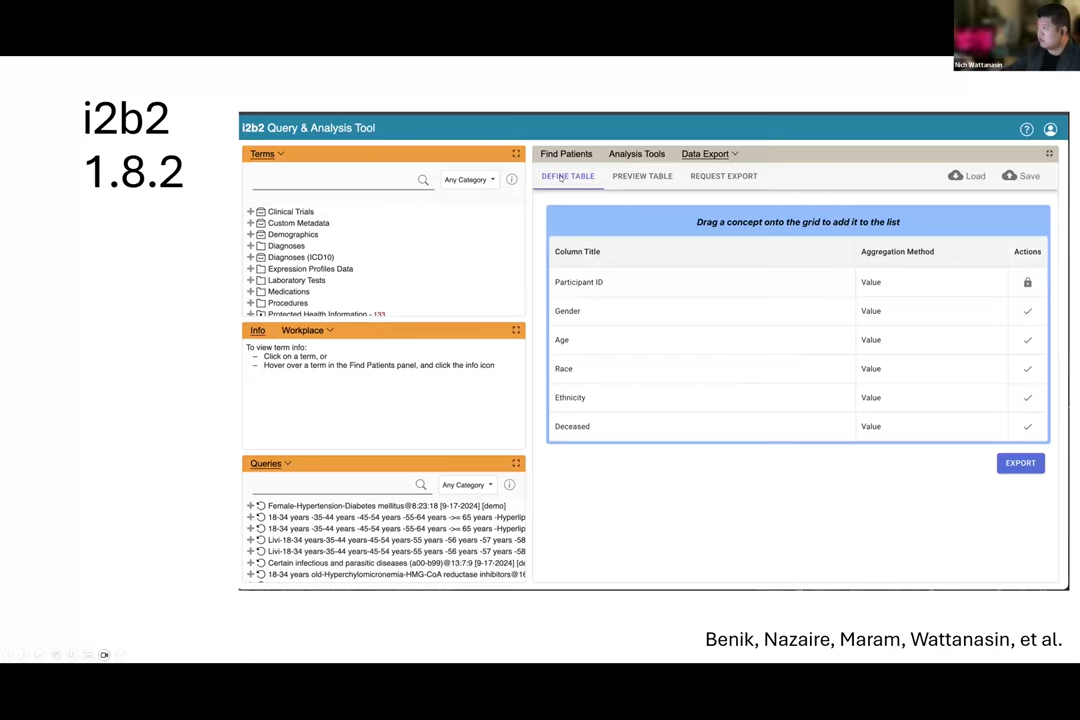 Nich Wattanasin
i2b2
1.8.2
i2b2 Query & Analysis Tool
Terms
Any Category
Clinical Trials
Custom Metadata
Demographics
Diagnoses
Diagnoses (ICD10)
Expression Profiles Data
Laboratory Tests
Medications
Procedures
Protected Health Information - 133
Info Workplace
To view term info:
– Click on a term, or
– Hover over a term in the Find Patients panel, and click the info icon
Queries
Any Category
Female-Hypertension-Diabetes mellitus@8:23:18 [9-17-2024] [demo]
18-34 years -35-44 years -45-54 years -55-64 years ->= 65 years -Hyperlip
18-34 years -35-44 years -45-54 years -55-64 years ->= 65 years -Hyperlip
Livi-18-34 years-35-44 years-45-54 years-55 years -56 years -57 years -58
Livi-18-34 years-35-44 years-45-54 years-55 years -56 years -57 years -58
Certain infectious and parasitic diseases (a00-b99)@13:7:9 [9-17-2024] [de
18-34 years old-Hyperchylomicronemia-HMG-CoA reductase inhibitors@16
Find Patients Analysis Tools Data Export
DEFINE TABLE PREVIEW TABLE REQUEST EXPORT Load Save
Drag a concept onto the grid to add it to the list
Column Title Aggregation Method Actions
Participant ID Value
Gender Value
Age Value
Race Value
Ethnicity Value
Deceased Value
EXPORT
Benik, Nazaire, Maram, Wattanasin, et al.